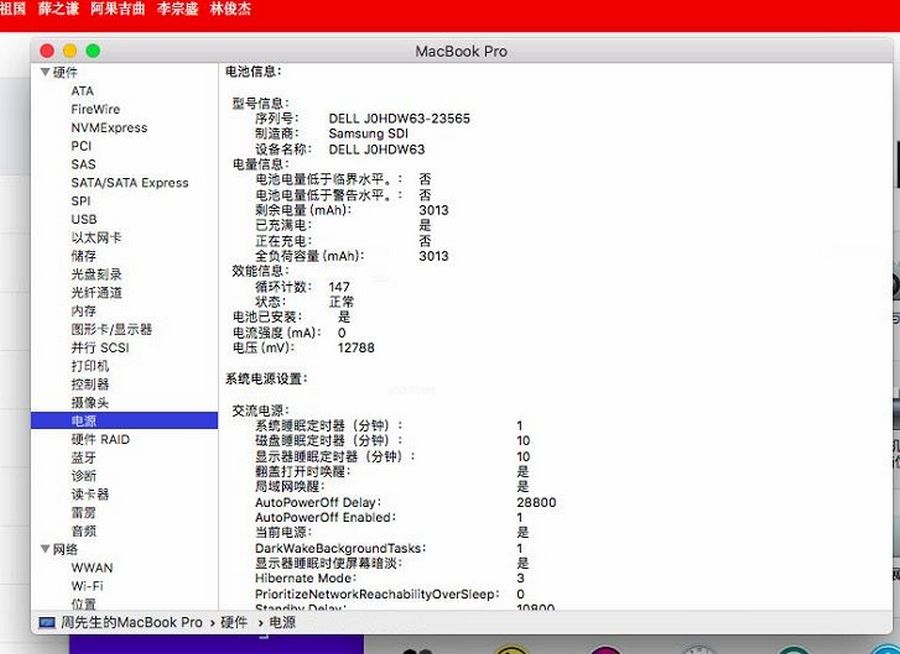 祖国 薛之谦 阿果吉曲 李宗盛 林俊杰
MacBook Pro
硬件
ATA
FireWire
NVMExpress
PCI
SAS
SATA/SATA Express
SPI
USB
以太网卡
储存
光盘刻录
光纤通道
内存
图形卡/显示器
并行 SCSI
打印机
控制器
摄像头
电源
硬件 RAID
蓝牙
诊断
读卡器
雷雳
音频
网络
WWAN
Wi-Fi
位置
电池信息：
型号信息：
序列号： DELL J0HDW63-23565
制造商： Samsung SDI
设备名称： DELL J0HDW63
电量信息：
电池电量低于临界水平。： 否
电池电量低于警告水平。： 否
剩余电量 (mAh)： 3013
已充满电： 是
正在充电： 否
全负荷容量 (mAh)： 3013
效能信息：
循环计数： 147
状态： 正常
电池已安装： 是
电流强度 (mA)： 0
电压 (mV)： 12788
系统电源设置：
交流电源：
系统睡眠定时器（分钟）： 1
磁盘睡眠定时器（分钟）： 10
显示器睡眠定时器（分钟）： 10
翻盖打开时唤醒： 是
局域网唤醒： 是
AutoPowerOff Delay： 28800
AutoPowerOff Enabled： 1
当前电源： 是
DarkWakeBackgroundTasks： 1
显示器睡眠时使屏幕暗淡： 是
Hibernate Mode： 3
PrioritizeNetworkReachabilityOverSleep： 0
Standby Delay： 10800
周先生的MacBook Pro › 硬件 › 电源